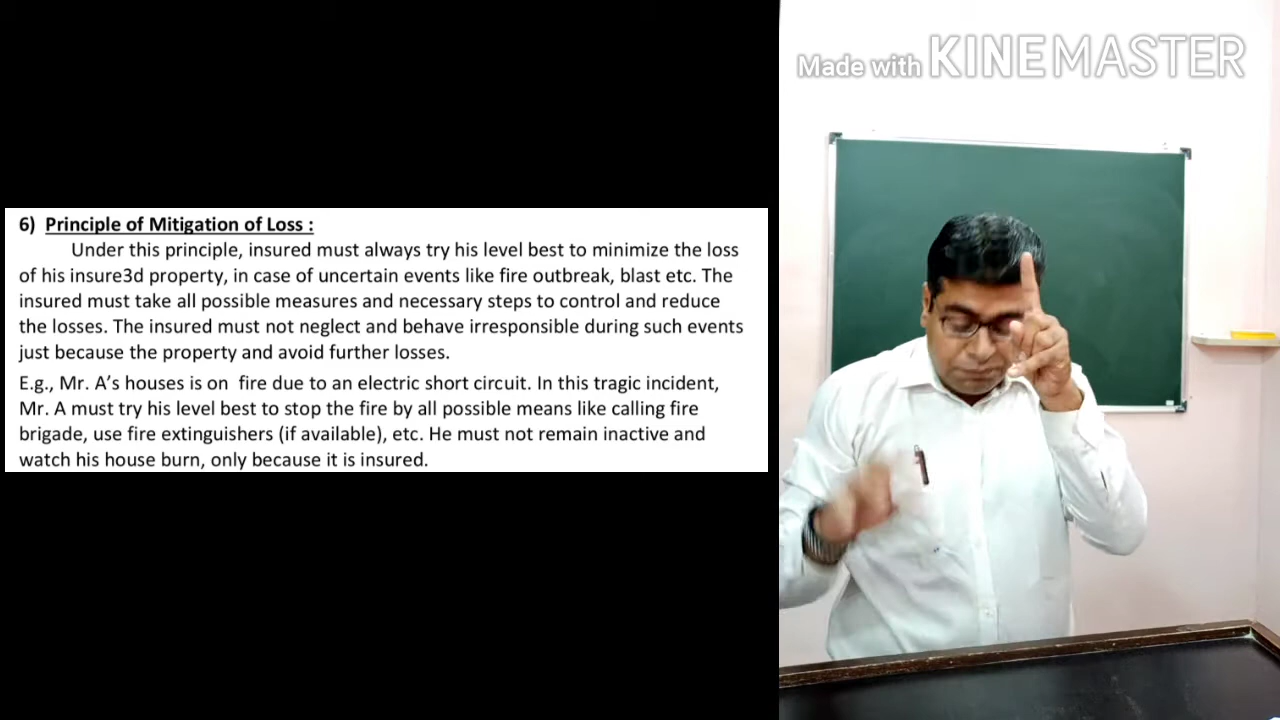 6) Principle of Mitigation of Loss :
Under this principle, insured must always try his level best to minimize the loss
of his insure3d property, in case of uncertain events like fire outbreak, blast etc. The
insured must take all possible measures and necessary steps to control and reduce
the losses. The insured must not neglect and behave irresponsible during such events
just because the property and avoid further losses.
E.g., Mr. A’s houses is on fire due to an electric short circuit. In this tragic incident,
Mr. A must try his level best to stop the fire by all possible means like calling fire
brigade, use fire extinguishers (if available), etc. He must not remain inactive and
watch his house burn, only because it is insured.
Made with KINEMASTER